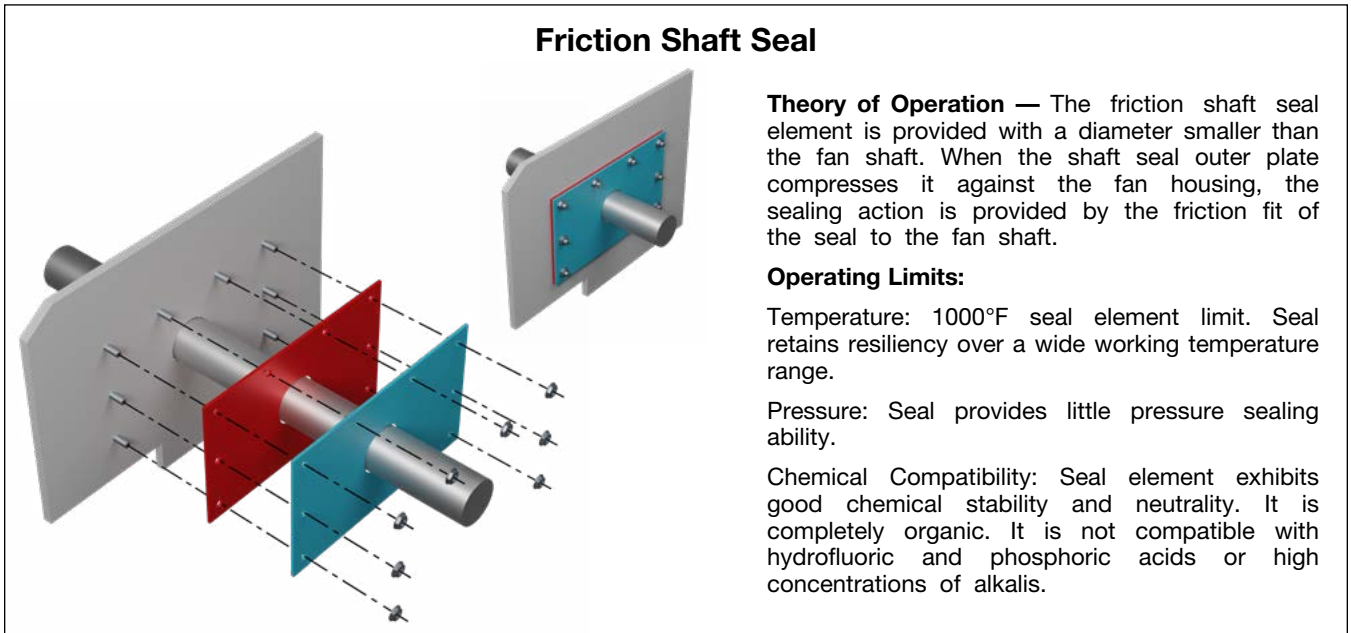 Friction Shaft Seal
Theory of Operation — The friction shaft seal
element is provided with a diameter smaller than
the fan shaft. When the shaft seal outer plate
compresses it against the fan housing, the
sealing action is provided by the friction fit of
the seal to the fan shaft.
Operating Limits:
Temperature: 1000°F seal element limit. Seal
retains resiliency over a wide working temperature
range.
Pressure: Seal provides little pressure sealing
ability.
Chemical Compatibility: Seal element exhibits
good chemical stability and neutrality. It is
completely organic. It is not compatible with
hydrofluoric and phosphoric acids or high
concentrations of alkalis.